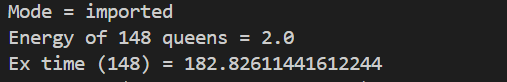 Mode = imported
Energy of 148 queens = 2.0
Ex time (148) = 182.82611441612244